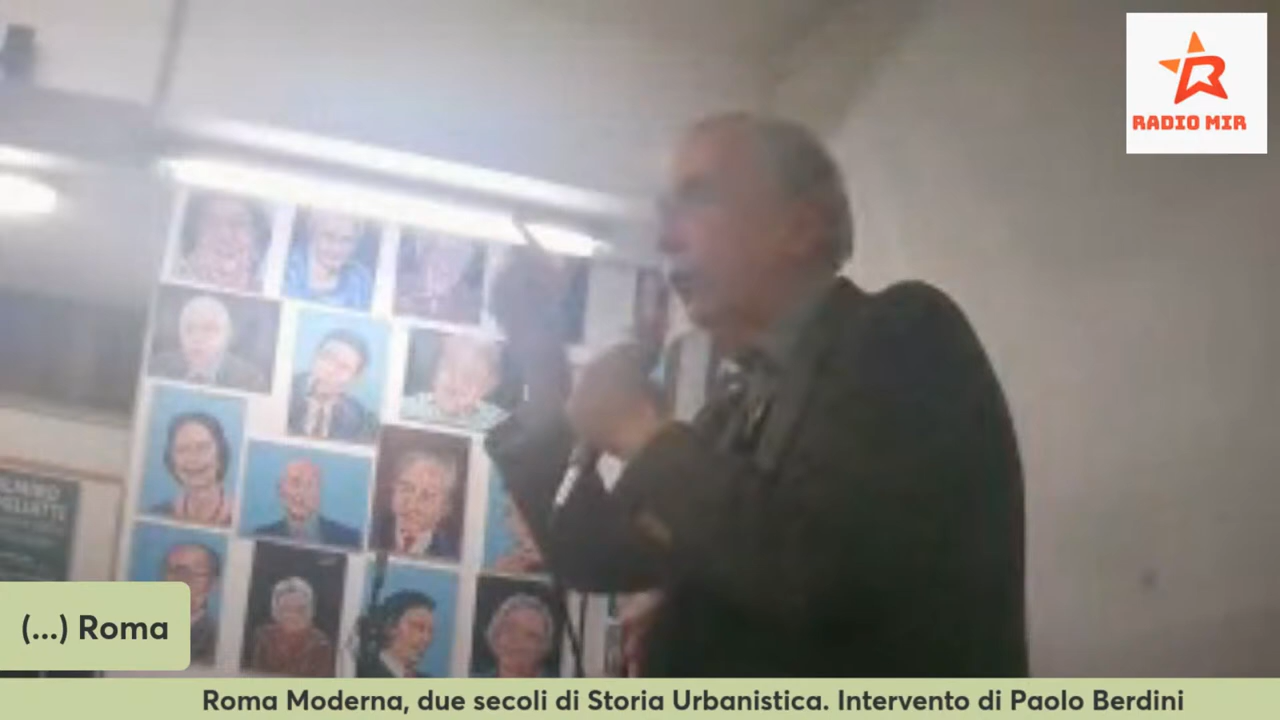 RADIO MIR
(...) Roma
Roma Moderna, due secoli di Storia Urbanistica. Intervento di Paolo Berdini